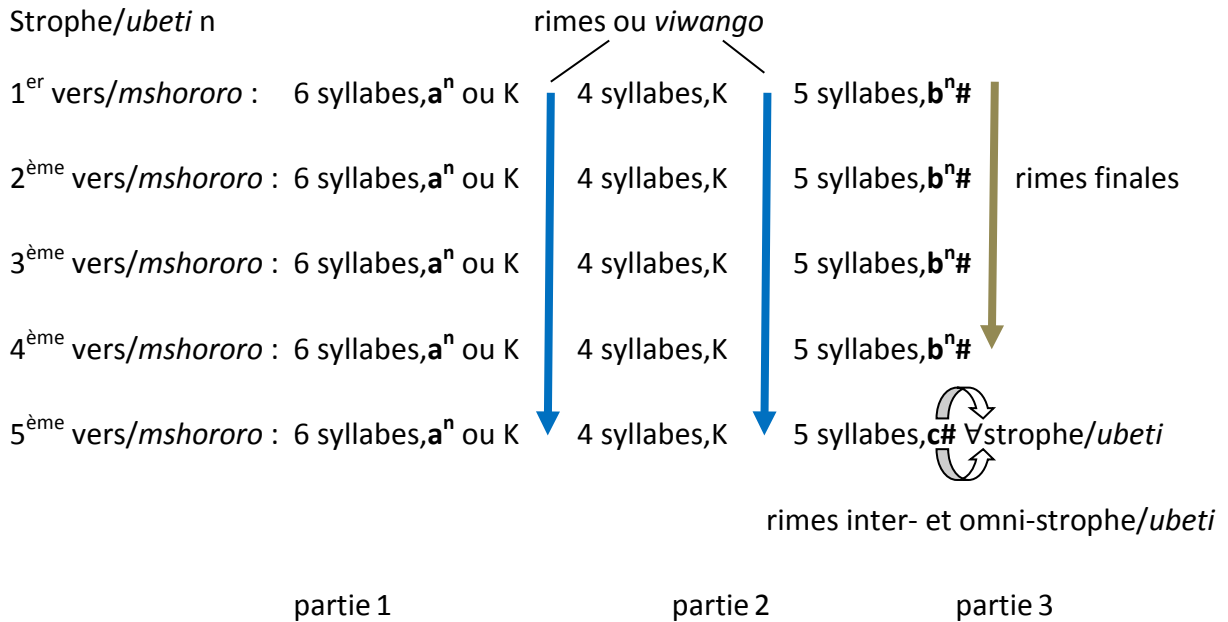 Strophe/ubeti n rimes ou viwango
1er vers/mshororo : 6 syllabes,aⁿ ou K 4 syllabes,K 5 syllabes,bⁿ#
2ème vers/mshororo : 6 syllabes,aⁿ ou K 4 syllabes,K 5 syllabes,bⁿ# rimes finales
3ème vers/mshororo : 6 syllabes,aⁿ ou K 4 syllabes,K 5 syllabes,bⁿ#
4ème vers/mshororo : 6 syllabes,aⁿ ou K 4 syllabes,K 5 syllabes,bⁿ#
5ème vers/mshororo : 6 syllabes,aⁿ ou K 4 syllabes,K 5 syllabes,c# ∀strophe/ubeti
rimes inter- et omni-strophe/ubeti
partie 1 partie 2 partie 3